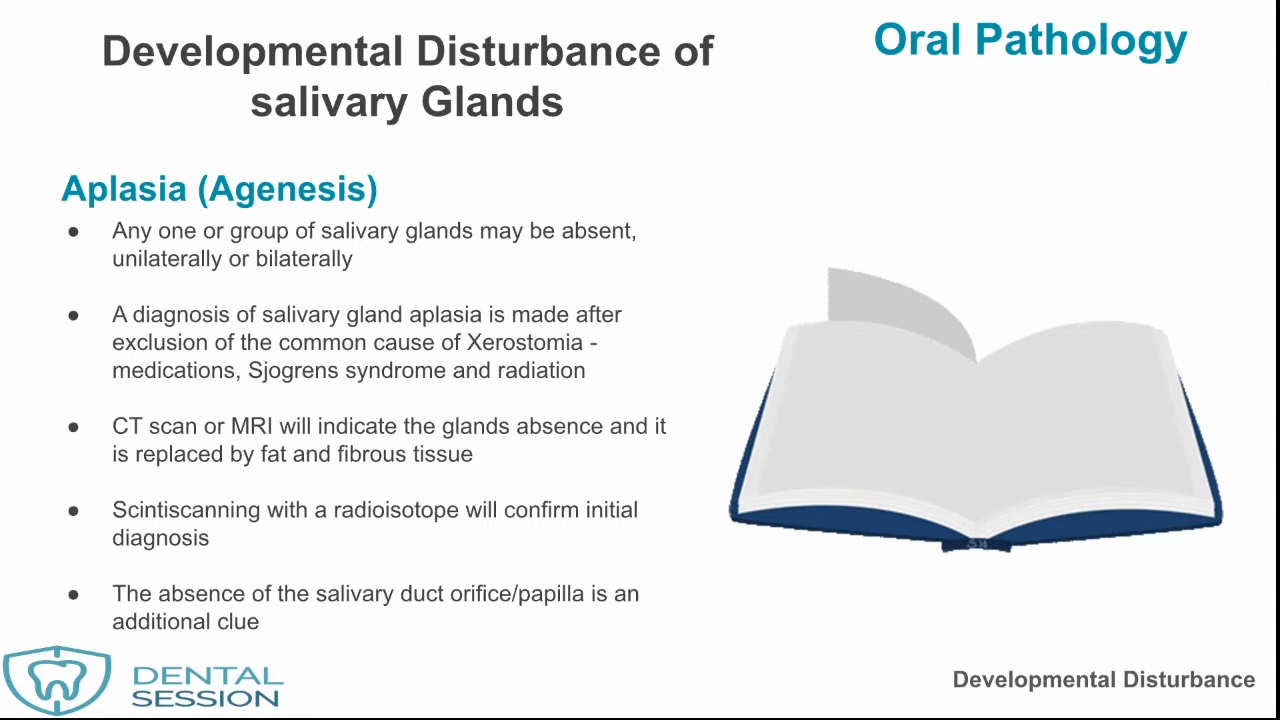 Developmental Disturbance of
salivary Glands
Oral Pathology
Aplasia (Agenesis)
● Any one or group of salivary glands may be absent,
unilaterally or bilaterally
● A diagnosis of salivary gland aplasia is made after
exclusion of the common cause of Xerostomia -
medications, Sjogrens syndrome and radiation
● CT scan or MRI will indicate the glands absence and it
is replaced by fat and fibrous tissue
● Scintiscanning with a radioisotope will confirm initial
diagnosis
● The absence of the salivary duct orifice/papilla is an
additional clue
DENTAL
SESSION
Developmental Disturbance